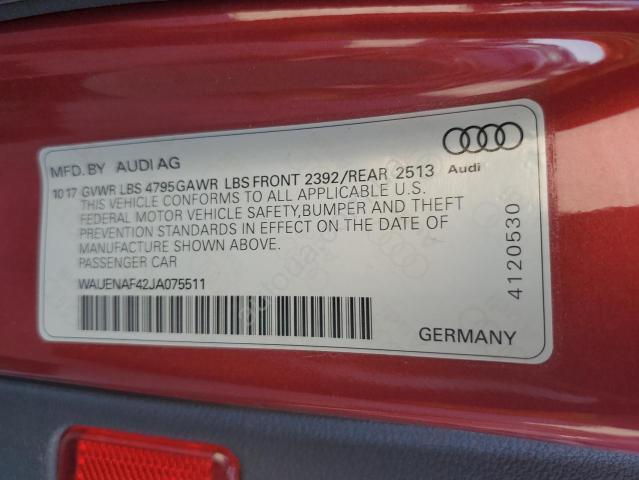 MFD. BY AUDI AG
10 17 GVWR LBS 4795 GAWR LBS FRONT 2392/REAR 2513
THIS VEHICLE CONFORMS TO ALL APPLICABLE U.S.
FEDERAL MOTOR VEHICLE SAFETY,BUMPER AND THEFT
PREVENTION STANDARDS IN EFFECT ON THE DATE OF
MANUFACTURE SHOWN ABOVE.
PASSENGER CAR
WAUENAF42JA075511
Audi
4120530
GERMANY